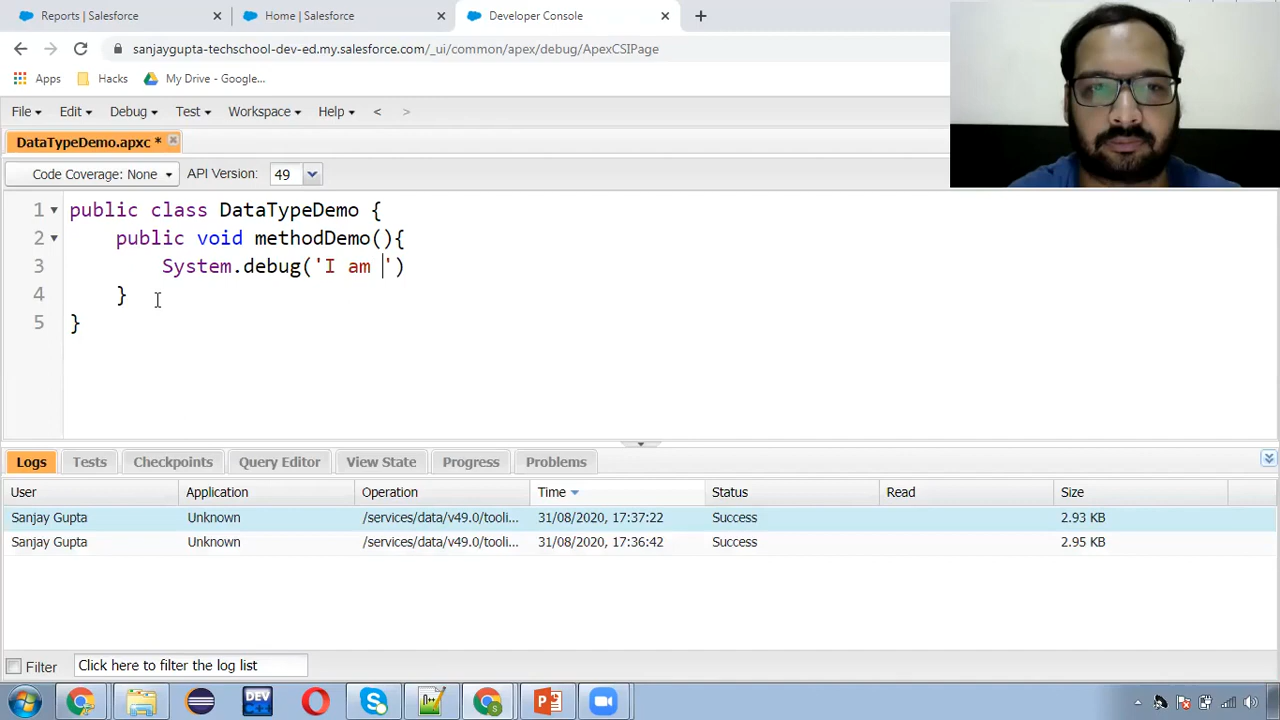 Reports | Salesforce
Home | Salesforce
Developer Console
sanjaygupta-techschool-dev-ed.my.salesforce.com/_ui/common/apex/debug/ApexCSIPage
Apps Hacks My Drive - Google...
File Edit Debug Test Workspace Help < >
DataTypeDemo.apxc *
Code Coverage: None API Version: 49
1 public class DataTypeDemo {
2 public void methodDemo(){
3 System.debug('I am ')
4 }
5 }
Logs Tests Checkpoints Query Editor View State Progress Problems
User Application Operation Time Status Read Size
Sanjay Gupta Unknown /services/data/v49.0/tooli... 31/08/2020, 17:37:22 Success 2.93 KB
Sanjay Gupta Unknown /services/data/v49.0/tooli... 31/08/2020, 17:36:42 Success 2.95 KB
Filter Click here to filter the log list
DEV C++